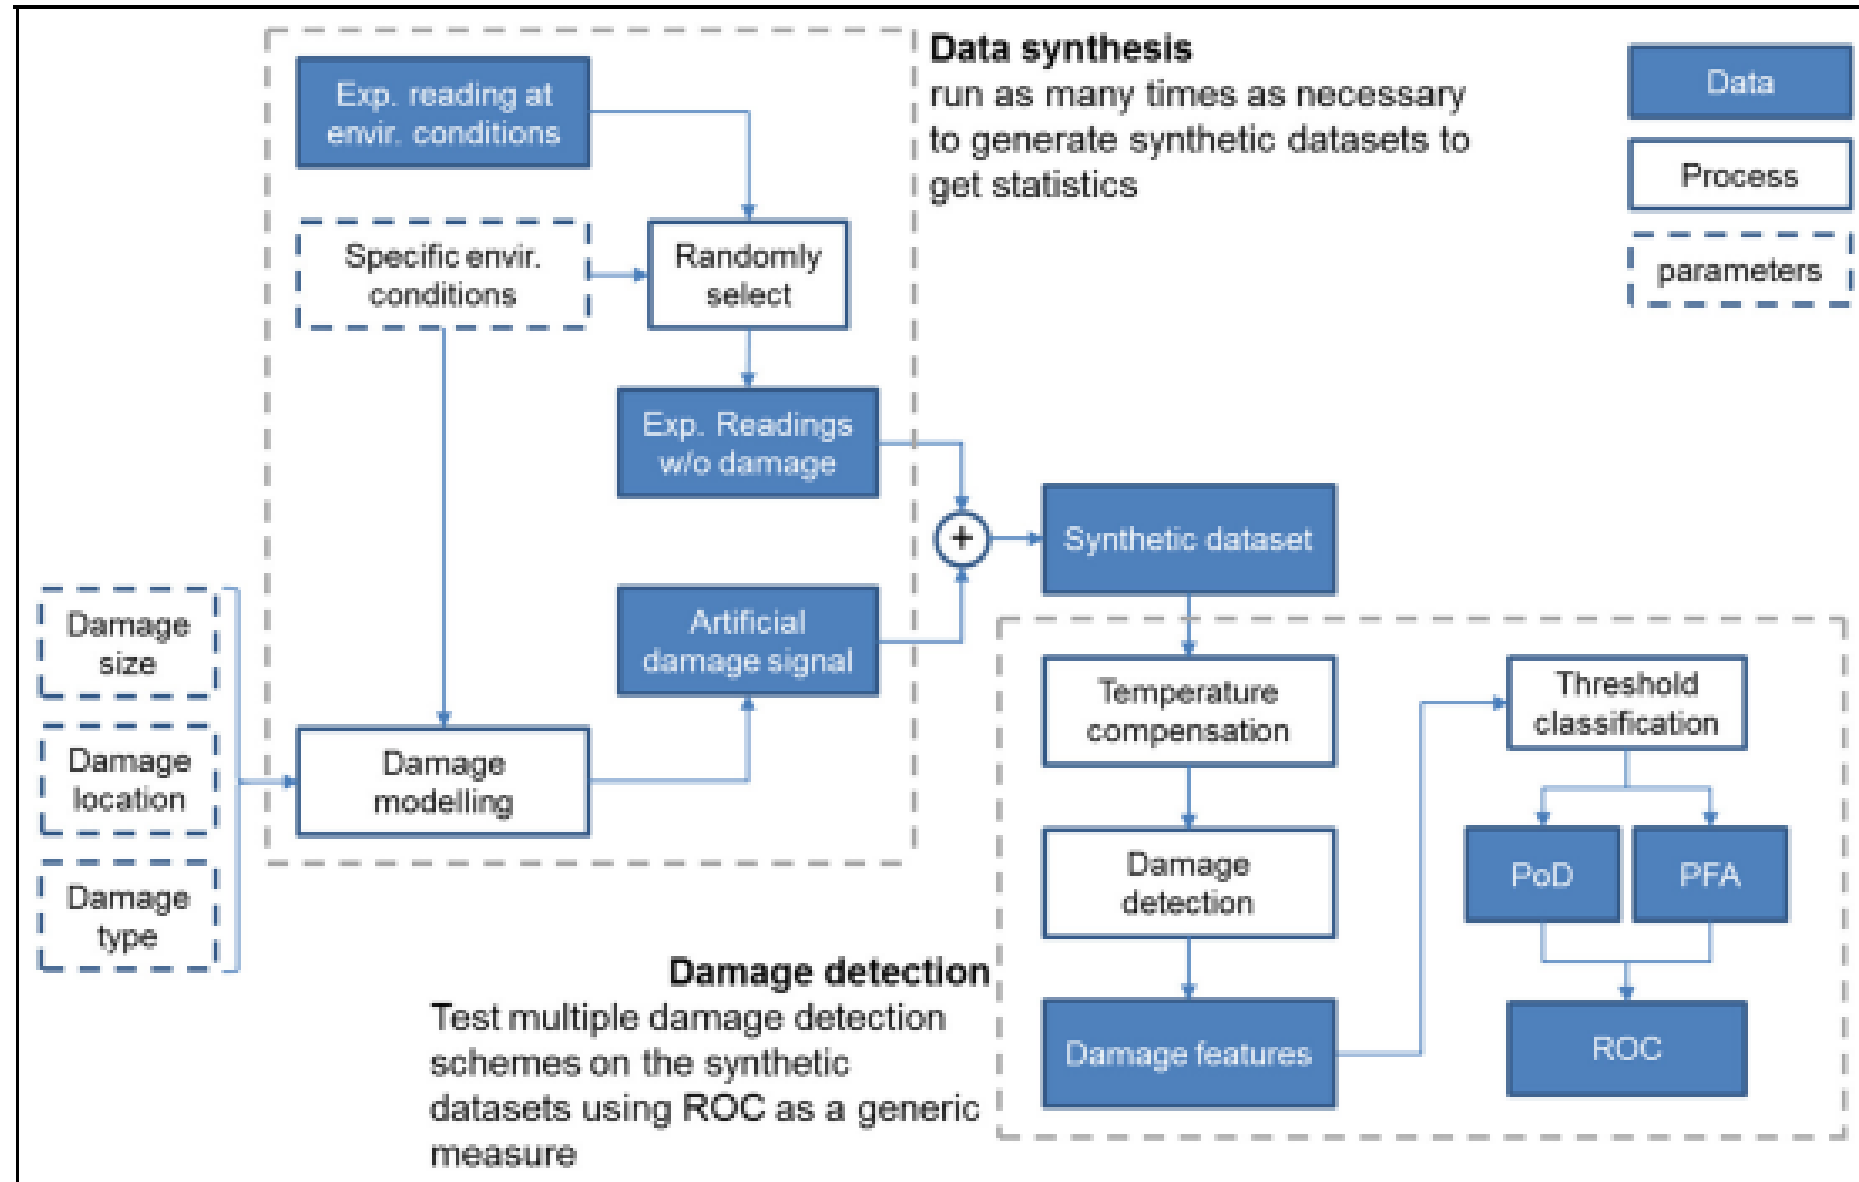 Data synthesis
run as many times as necessary
to generate synthetic datasets to
get statistics
Data
Process
parameters
Exp. reading at
envir. conditions
Specific envir.
conditions
Randomly
select
Exp. Readings
w/o damage
+
Synthetic dataset
Artificial
damage signal
Damage
size
Damage
location
Damage
type
Damage
modelling
Temperature
compensation
Damage
detection
Damage features
Threshold
classification
PoD
PFA
ROC
Damage detection
Test multiple damage detection
schemes on the synthetic
datasets using ROC as a generic
measure